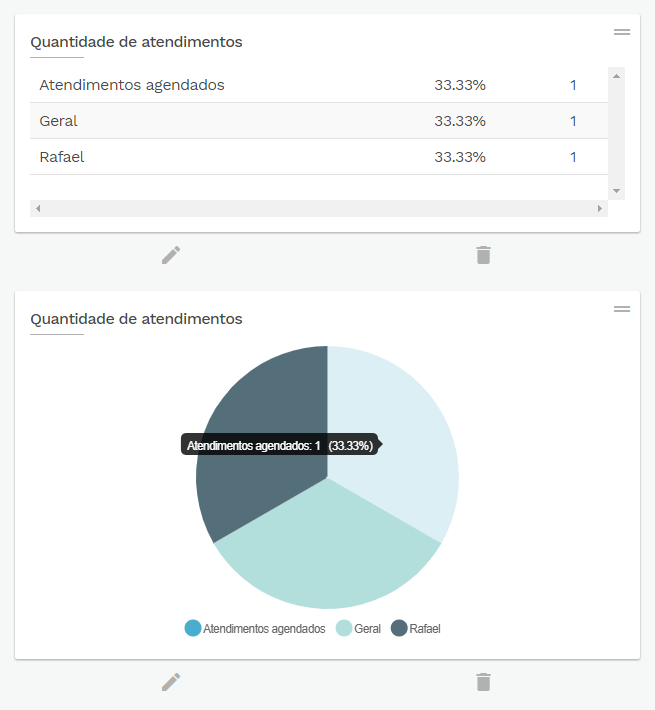 Quantidade de atendimentos
Atendimentos agendados 33.33% 1
Geral 33.33% 1
Rafael 33.33% 1
Quantidade de atendimentos
Atendimentos agendados: 1 (33.33%)
Atendimentos agendados Geral Rafael